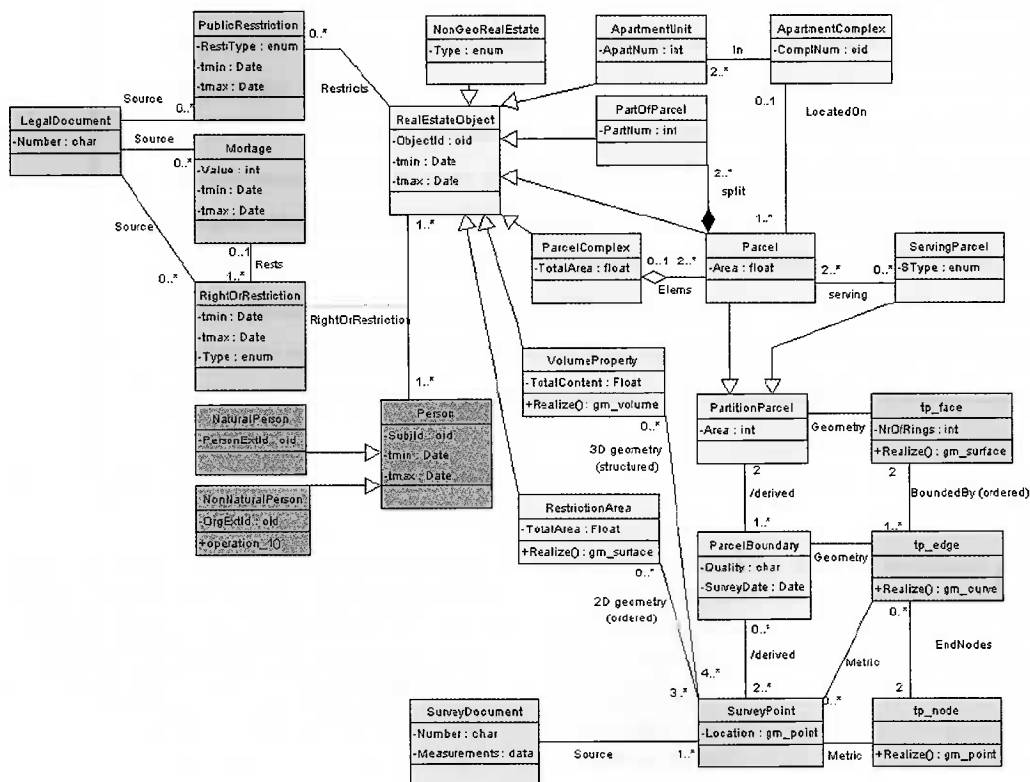 PublicResstriction
-RestrType : enum
-tmin : Date
-tmax : Date
0..*
Restricts
NonGeoRealEstate
-Type : enum
ApartmentUnit
-ApartNum : int
In
2..*
ApartmentComplex
-ComplNum : oid
0..1
LocatedOn
1..*
LegalDocument
-Number : char
Source
0..*
Source
0..*
Source
0..*
Mortage
-Value : int
-tmin : Date
-tmax : Date
0..1
Rests
1..*
RightOrRestriction
-tmin : Date
-tmax : Date
-Type : enum
RealEstateObject
-ObjectId : oid
-tmin : Date
-tmax : Date
1..*
RightOrRestriction
1..*
PartOfParcel
-PartNum : int
2..*
split
ParcelComplex
-TotalArea : float
0..1
2..*
Elems
Parcel
-Area : float
2..*
0..*
serving
ServingParcel
-SType : enum
NaturalPerson
-PersonExtId : oid
NonNaturalPerson
-OrgExtId : oid
+operation_1()
Person
-SubjId : oid
-tmin : Date
-tmax : Date
VolumeProperty
-TotalContent : Float
+Realize() : gm_volume
0..*
3D geometry
(structured)
PartitionParcel
-Area : int
Geometry
tp_face
-NrOfRings : int
+Realize() : gm_surface
2
/derived
1..*
2
BoundedBy (ordered)
1..*
RestrictionArea
-TotalArea : Float
+Realize() : gm_surface
0..*
2D geometry
(ordered)
ParcelBoundary
-Quality : char
-SurveyDate : Date
Geometry
tp_edge
+Realize() : gm_curve
0..*
/derived
2..*
Metric
0..*
0..*
EndNodes
2
4..*
3..*
SurveyDocument
-Number : char
-Measurements : data
Source
1..*
SurveyPoint
-Location : gm_point
Metric
tp_node
+Realize() : gm_point